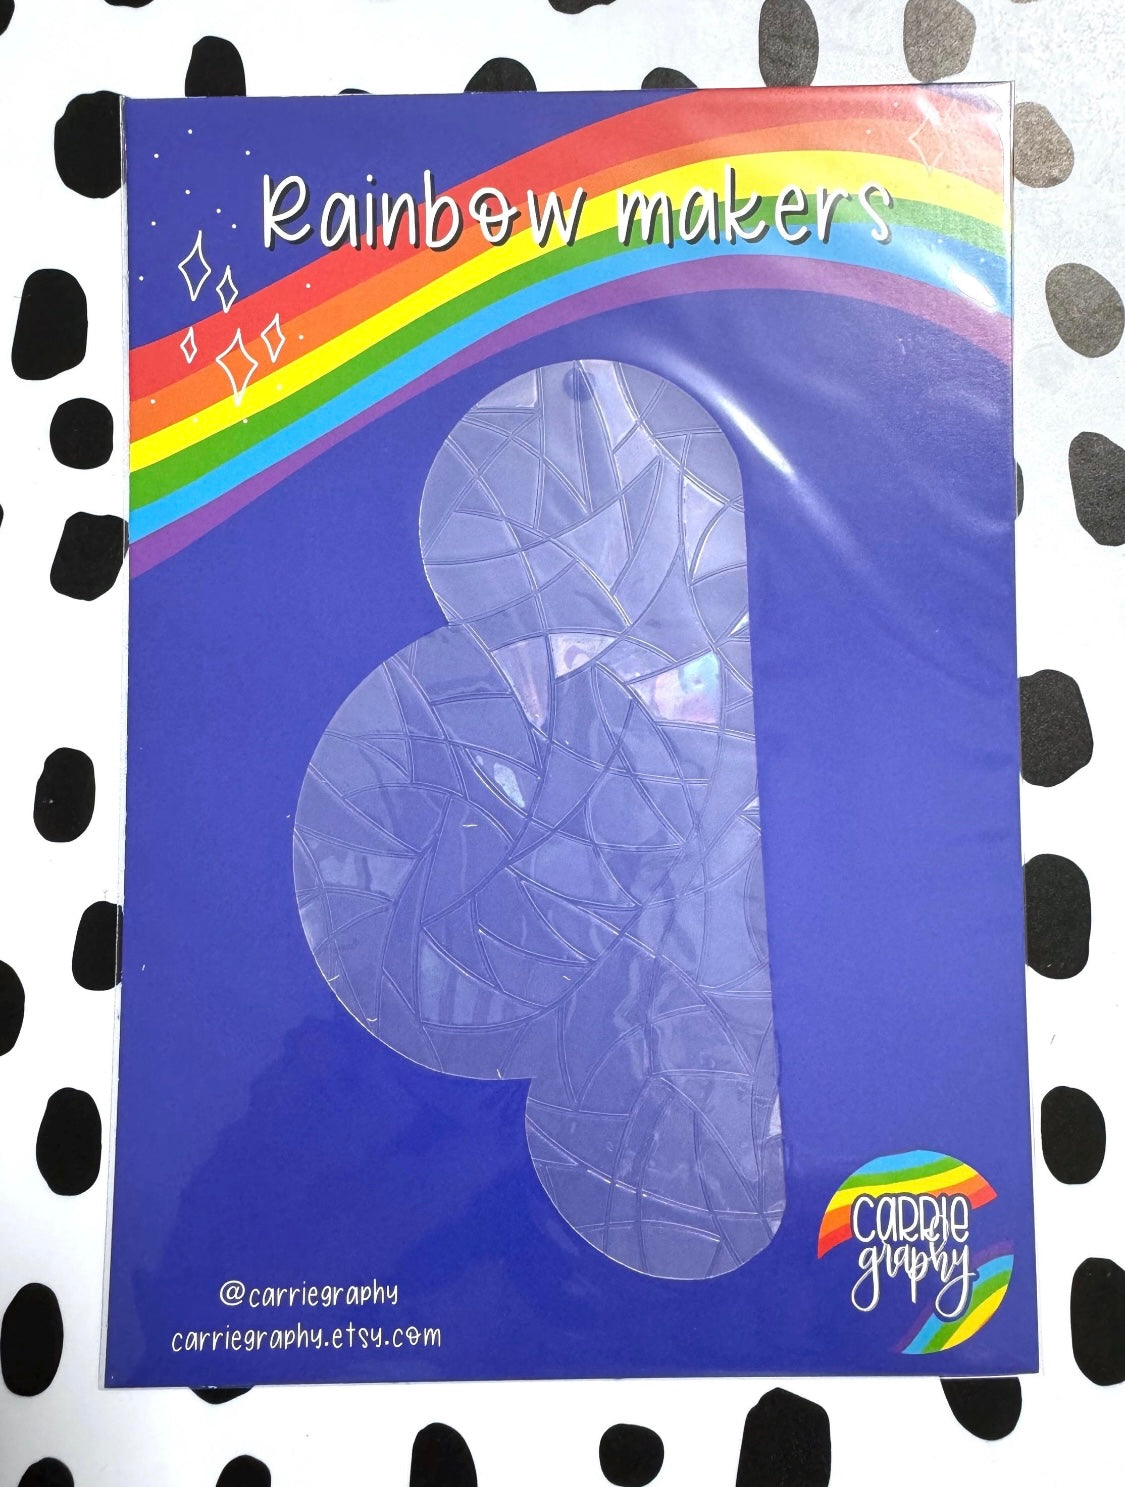 Rainbow makers
CARRIE
graphy
@carriegraphy
carriegraphy.etsy.com